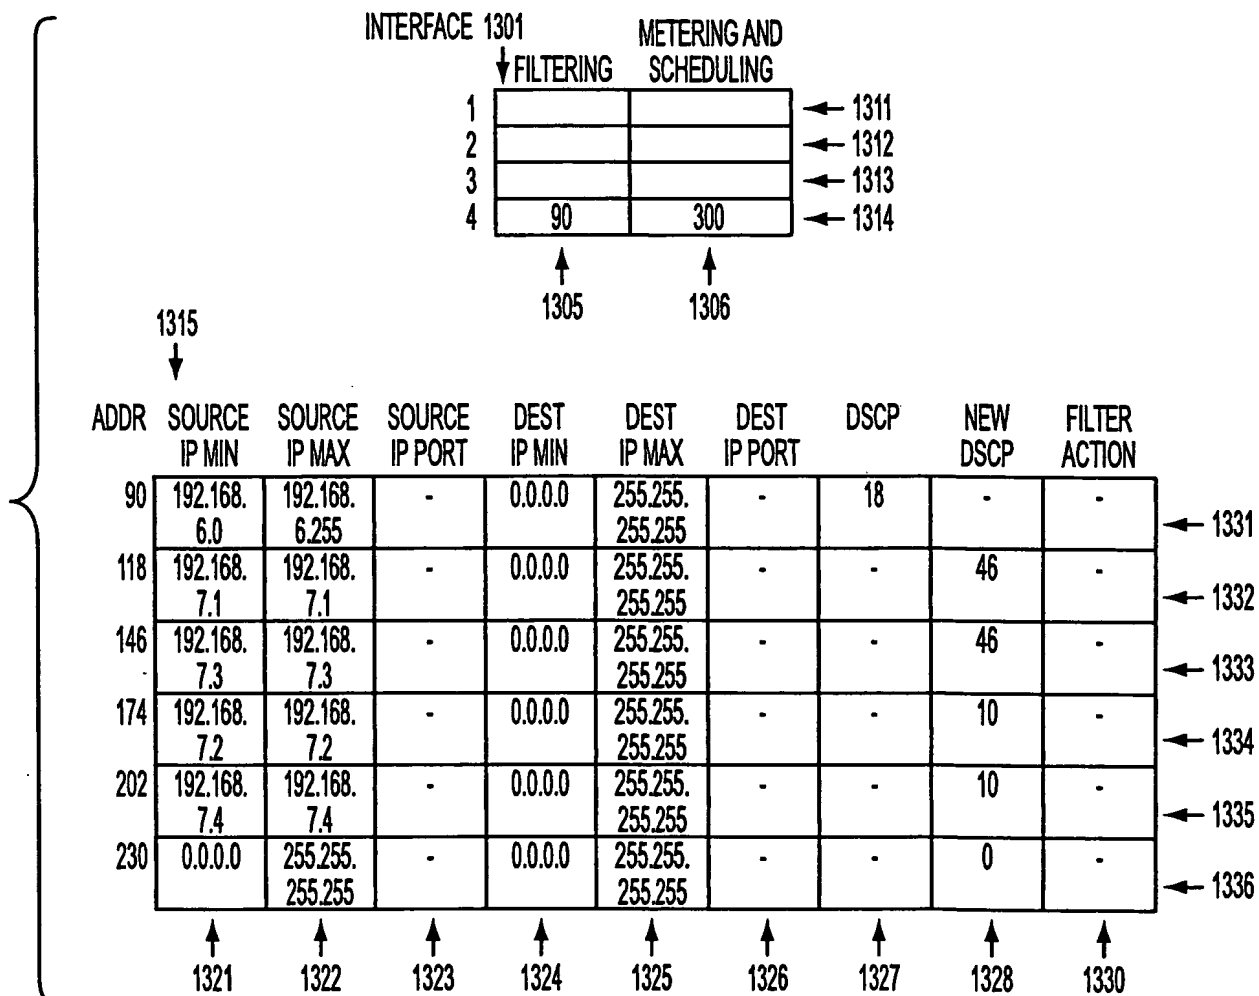 INTERFACE 1301
FILTERING
METERING AND
SCHEDULING
1 1311
2 1312
3 1313
4 90 300 1314
1305 1306
1315
ADDR SOURCE SOURCE SOURCE DEST DEST DEST DSCP NEW FILTER
IP MIN IP MAX IP PORT IP MIN IP MAX IP PORT DSCP ACTION
90 192.168. 192.168. - 0.0.0.0 255.255. - 18 - -
6.0 6.255 255.255 1331
118 192.168. 192.168. - 0.0.0.0 255.255. - - 46 -
7.1 7.1 255.255 1332
146 192.168. 192.168. - 0.0.0.0 255.255. - - 46 -
7.3 7.3 255.255 1333
174 192.168. 192.168. - 0.0.0.0 255.255. - - 10 -
7.2 7.2 255.255 1334
202 192.168. 192.168. - 0.0.0.0 255.255. - - 10 -
7.4 7.4 255.255 1335
230 0.0.0.0 255.255. - 0.0.0.0 255.255. - - 0 -
255.255 255.255 1336
1321 1322 1323 1324 1325 1326 1327 1328 1330